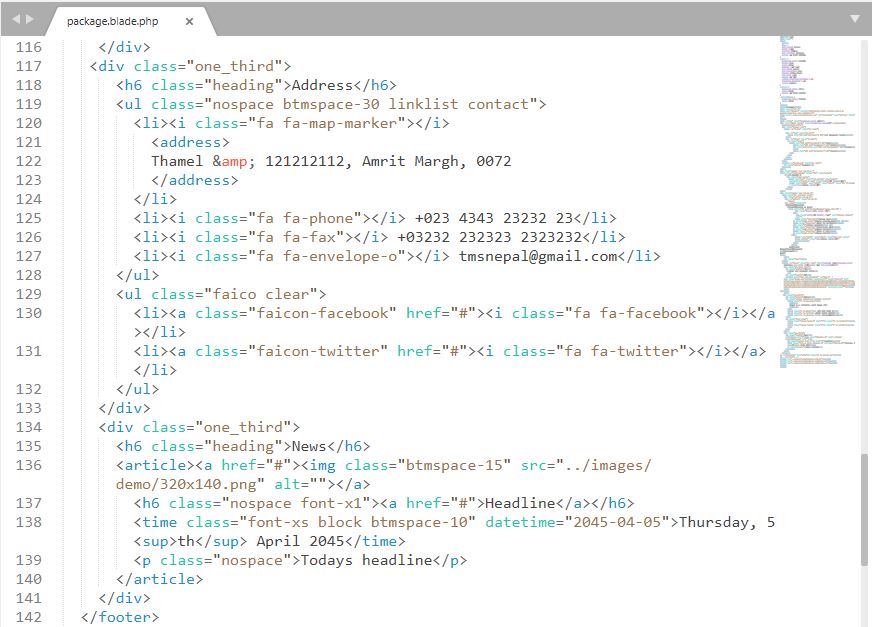 package.blade.php ×
116 </div>
117 <div class="one_third">
118 <h6 class="heading">Address</h6>
119 <ul class="nospace btmspace-30 linklist contact">
120 <li><i class="fa fa-map-marker"></i>
121 <address>
122 Thamel &amp; 121212112, Amrit Margh, 0072
123 </address>
124 </li>
125 <li><i class="fa fa-phone"></i> +023 4343 23232 23</li>
126 <li><i class="fa fa-fax"></i> +03232 232323 2323232</li>
127 <li><i class="fa fa-envelope-o"></i> tmsnepal@gmail.com</li>
128 </ul>
129 <ul class="faico clear">
130 <li><a class="faicon-facebook" href="#"><i class="fa fa-facebook"></i></a
></li>
131 <li><a class="faicon-twitter" href="#"><i class="fa fa-twitter"></i></a>
</li>
132 </ul>
133 </div>
134 <div class="one_third">
135 <h6 class="heading">News</h6>
136 <article><a href="#"><img class="btmspace-15" src="../images/
demo/320x140.png" alt=""></a>
137 <h6 class="nospace font-x1"><a href="#">Headline</a></h6>
138 <time class="font-xs block btmspace-10" datetime="2045-04-05">Thursday, 5
<sup>th</sup> April 2045</time>
139 <p class="nospace">Todays headline</p>
140 </article>
141 </div>
142 </footer>